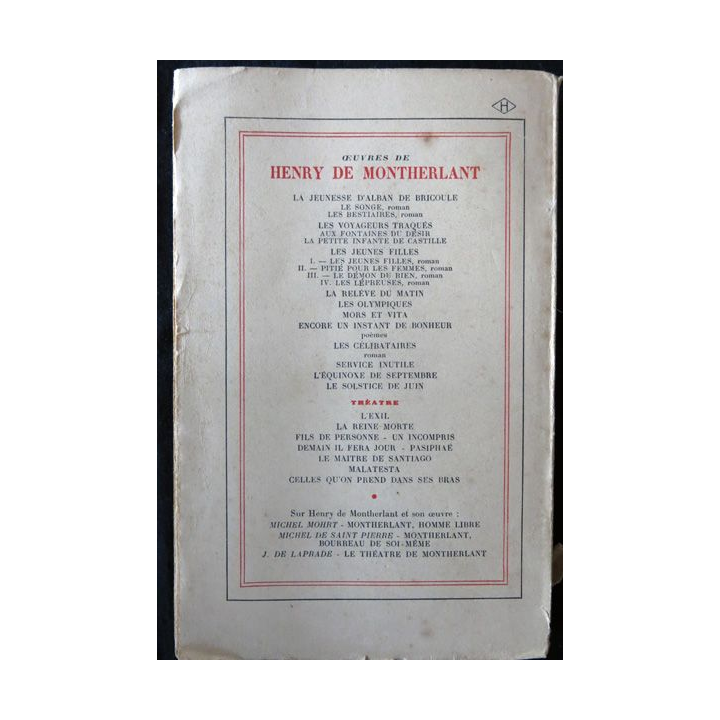 H
ŒUVRES DE
HENRY DE MONTHERLANT
LA JEUNESSE D'ALBAN DE BRICOULE
LE SONGE, roman
LES BESTIAIRES, roman
LES VOYAGEURS TRAQUÉS
AUX FONTAINES DU DÉSIR
LA PETITE INFANTE DE CASTILLE
LES JEUNES FILLES
I. — LES JEUNES FILLES, roman
II. — PITIÉ POUR LES FEMMES, roman
III. — LE DÉMON DU BIEN, roman
IV. LES LÉPREUSES, roman
LA RELÈVE DU MATIN
LES OLYMPIQUES
MORS ET VITA
ENCORE UN INSTANT DE BONHEUR
poèmes
LES CÉLIBATAIRES
roman
SERVICE INUTILE
L'ÉQUINOXE DE SEPTEMBRE
LE SOLSTICE DE JUIN
THÉATRE
L'EXIL
LA REINE MORTE
FILS DE PERSONNE - UN INCOMPRIS
DEMAIN IL FERA JOUR - PASIPHAÉ
LE MAITRE DE SANTIAGO
MALATESTA
CELLES QU'ON PREND DANS SES BRAS
Sur Henry de Montherlant et son œuvre :
MICHEL MOHRT - MONTHERLANT, HOMME LIBRE
MICHEL DE SAINT PIERRE - MONTHERLANT,
BOURREAU DE SOI-MÊME
J. DE LAPRADE - LE THÉATRE DE MONTHERLANT